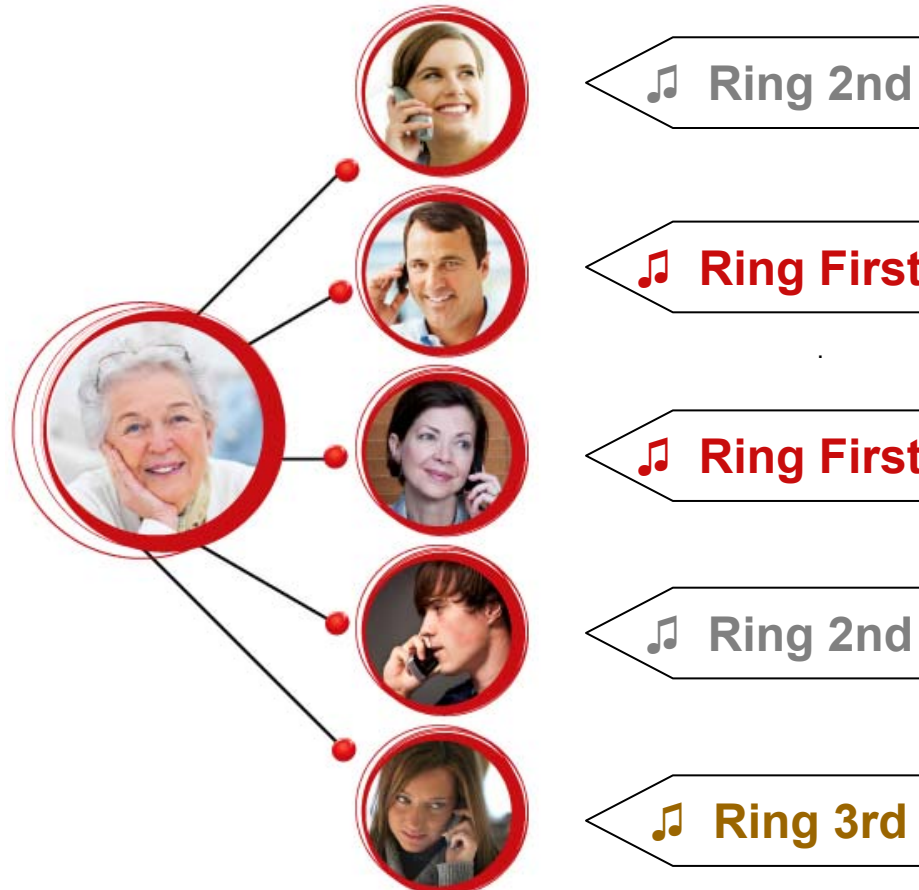 ♫ Ring 2nd
♫ Ring First
.
♫ Ring First
♫ Ring 2nd
♫ Ring 3rd